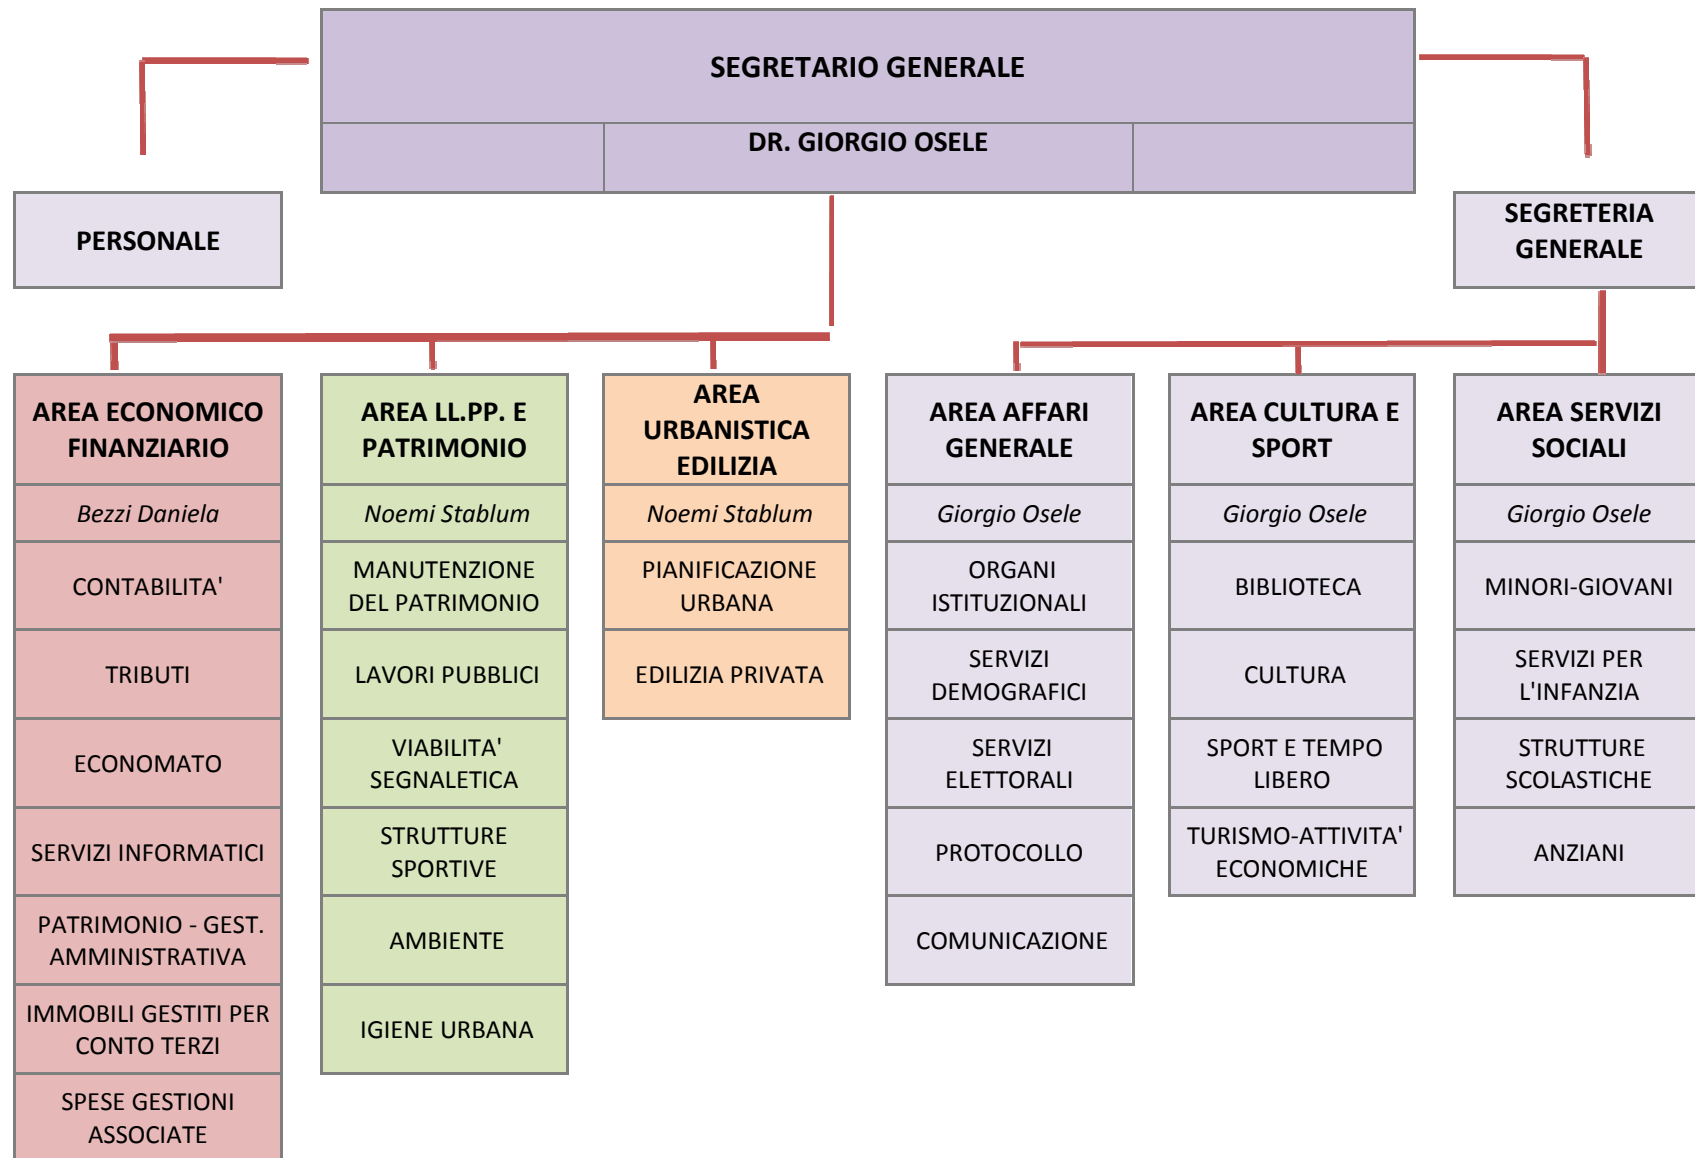 SEGRETARIO GENERALE
DR. GIORGIO OSELE
PERSONALE
SEGRETERIA
GENERALE
AREA ECONOMICO
FINANZIARIO
Bezzi Daniela
CONTABILITA'
TRIBUTI
ECONOMATO
SERVIZI INFORMATICI
PATRIMONIO - GEST.
AMMINISTRATIVA
IMMOBILI GESTITI PER
CONTO TERZI
SPESE GESTIONI
ASSOCIATE
AREA LL.PP. E
PATRIMONIO
Noemi Stablum
MANUTENZIONE
DEL PATRIMONIO
LAVORI PUBBLICI
VIABILITA'
SEGNALETICA
STRUTTURE
SPORTIVE
AMBIENTE
IGIENE URBANA
AREA
URBANISTICA
EDILIZIA
Noemi Stablum
PIANIFICAZIONE
URBANA
EDILIZIA PRIVATA
AREA AFFARI
GENERALE
Giorgio Osele
ORGANI
ISTITUZIONALI
SERVIZI
DEMOGRAFICI
SERVIZI
ELETTORALI
PROTOCOLLO
COMUNICAZIONE
AREA CULTURA E
SPORT
Giorgio Osele
BIBLIOTECA
CULTURA
SPORT E TEMPO
LIBERO
TURISMO-ATTIVITA'
ECONOMICHE
AREA SERVIZI
SOCIALI
Giorgio Osele
MINORI-GIOVANI
SERVIZI PER
L'INFANZIA
STRUTTURE
SCOLASTICHE
ANZIANI